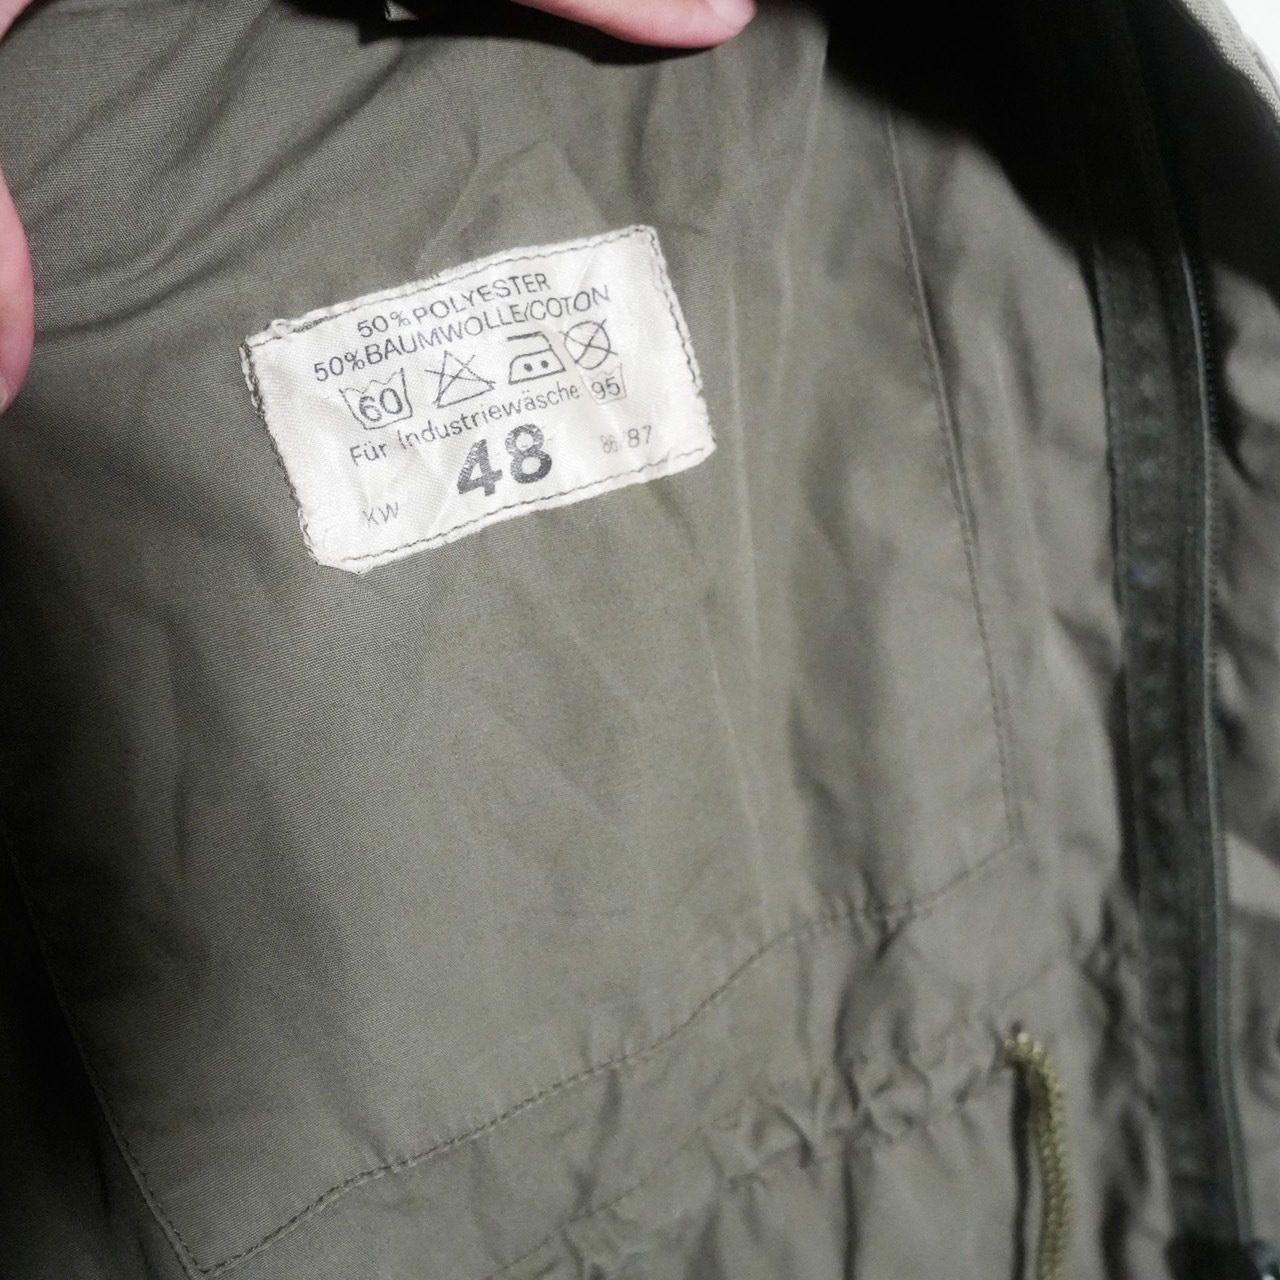 50% POLYESTER
50% BAUMWOLLE/COTON
60 95
Für Industriewäsche
48 86/87
KW